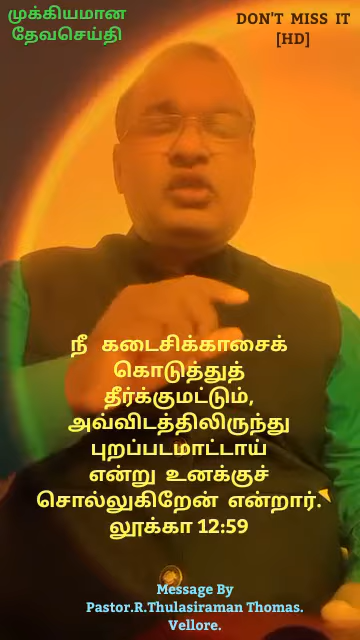 முக்கியமான
தேவசெய்தி
DON'T MISS IT
[HD]
நீ கடைசிக்காசைக்
கொடுத்துத்
தீர்க்குமட்டும்,
அவ்விடத்திலிருந்து
புறப்படமாட்டாய்
என்று உனக்குச்
சொல்லுகிறேன் என்றார்.
லூக்கா 12:59
Message By
Pastor.R.Thulasiraman Thomas.
Vellore.